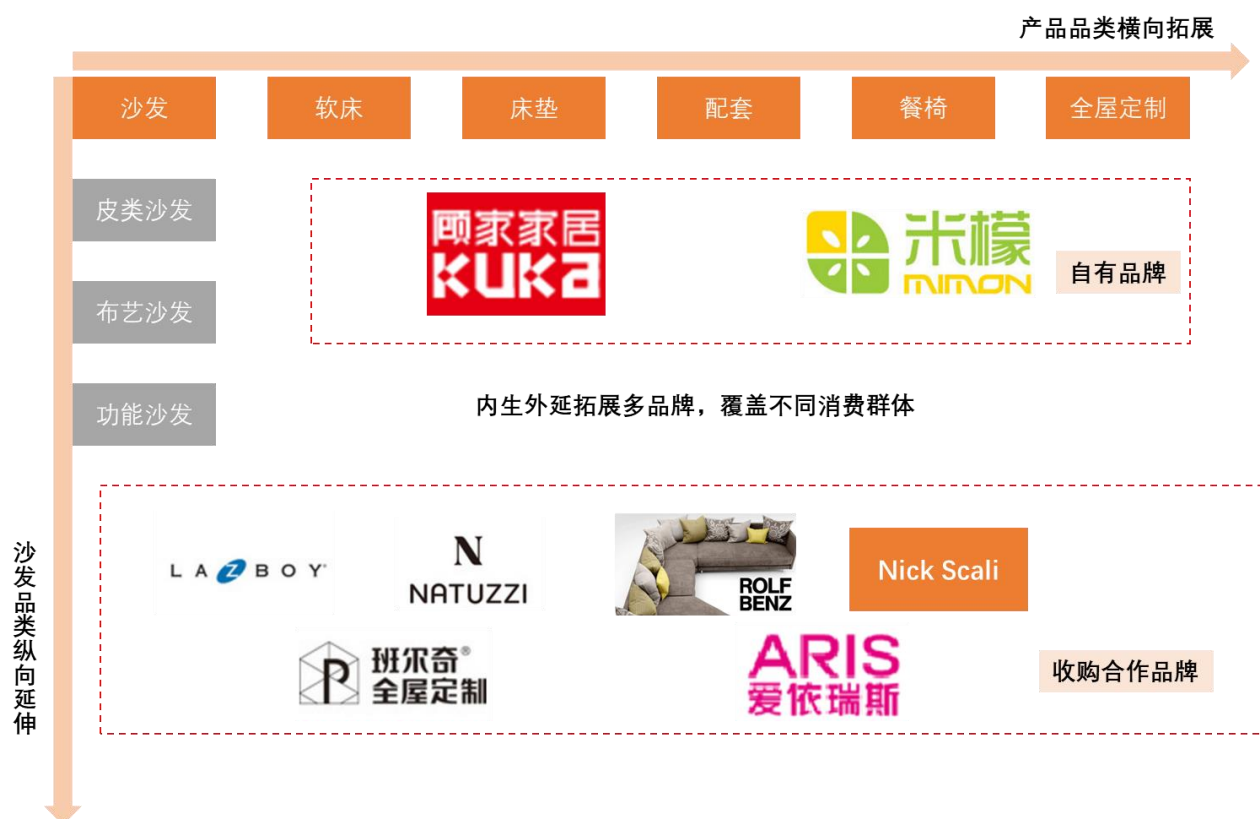 产品品类横向拓展
沙发
软床
床垫
配套
餐椅
全屋定制
皮类沙发
布艺沙发
功能沙发
顾家家居
KUKa
米檬
mimon
自有品牌
内生外延拓展多品牌，覆盖不同消费群体
沙发品类纵向延伸
LAZBOY
N
NATUZZI
ROLF
BENZ
Nick Scali
班尔奇®
全屋定制
ARIS
爱依瑞斯
收购合作品牌